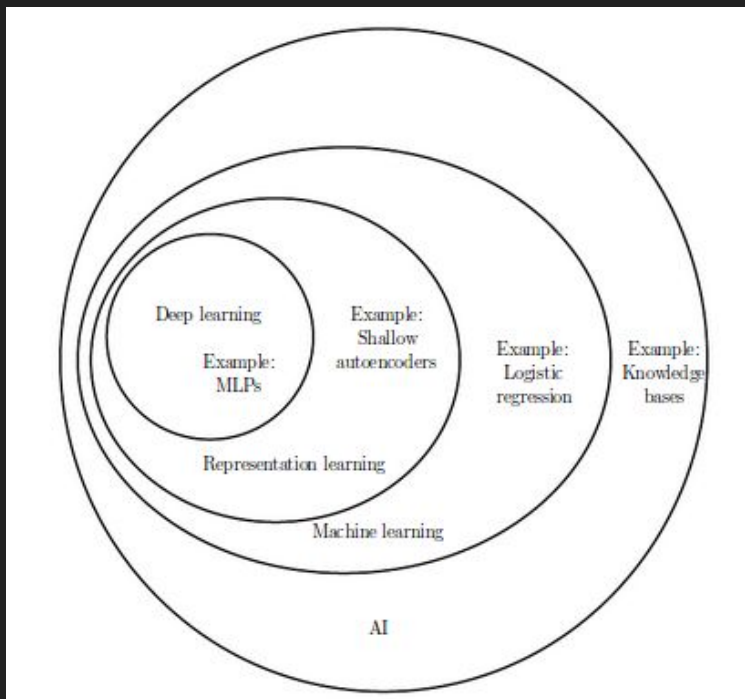 Deep learning
Example:
MLPs
Example:
Shallow
autoencoders
Example:
Logistic
regression
Example:
Knowledge
bases
Representation learning
Machine learning
AI